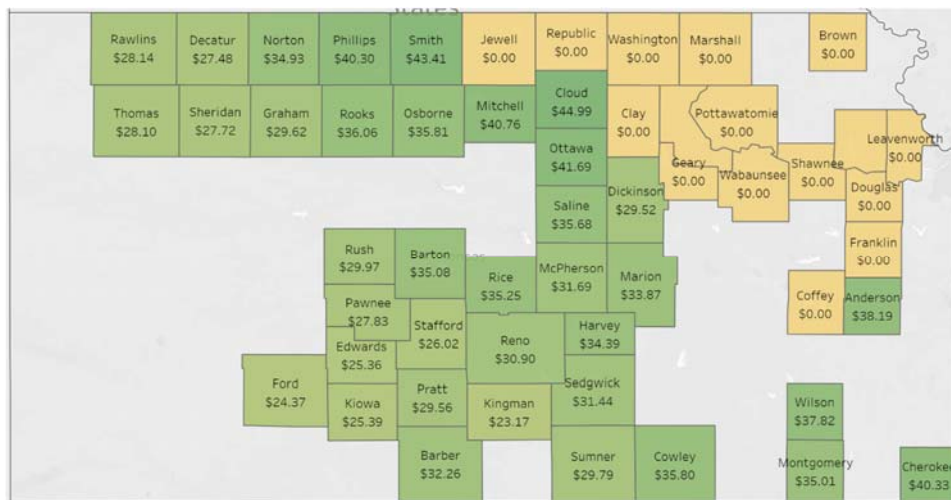 States
Rawlins
$28.14
Decatur
$27.48
Norton
$34.93
Phillips
$40.30
Smith
$43.41
Jewell
$0.00
Republic
$0.00
Washington
$0.00
Marshall
$0.00
Brown
$0.00
Thomas
$28.10
Sheridan
$27.72
Graham
$29.62
Rooks
$36.06
Osborne
$35.81
Mitchell
$40.76
Cloud
$44.99
Clay
$0.00
Pottawatomie
$0.00
Leavenworth
$0.00
Ottawa
$41.69
Geary
$0.00
Wabaunsee
$0.00
Shawnee
$0.00
Douglas
$0.00
Saline
$35.68
Dickinson
$29.52
Franklin
$0.00
Rush
$29.97
Barton
$35.08
Rice
$35.25
McPherson
$31.69
Marion
$33.87
Coffey
$0.00
Anderson
$38.19
Pawnee
$27.83
Stafford
$26.02
Reno
$30.90
Harvey
$34.39
Edwards
$25.36
Ford
$24.37
Kiowa
$25.39
Pratt
$29.56
Kingman
$23.17
Sedgwick
$31.44
Wilson
$37.82
Barber
$32.26
Sumner
$29.79
Cowley
$35.80
Montgomery
$35.01
Cherokee
$40.33